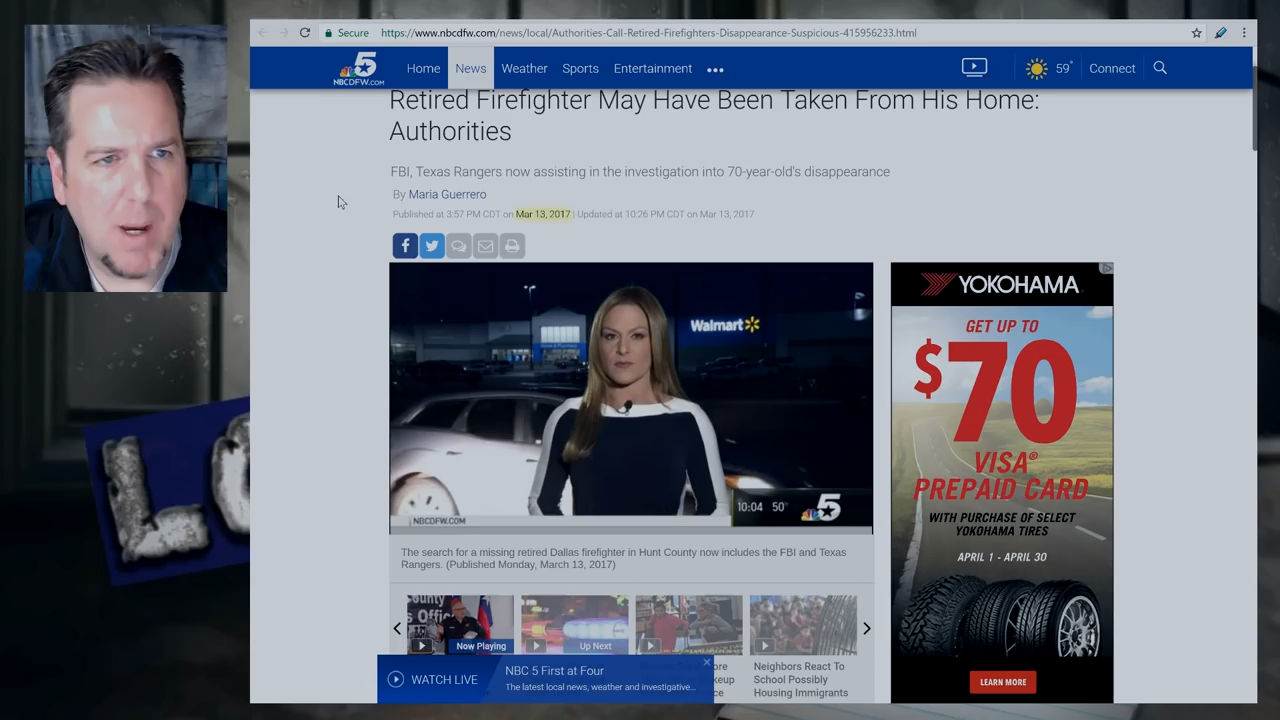 Secure
https://www.nbcdfw.com/news/local/Authorities-Call-Retired-Firefighters-Disappearance-Suspicious-415956233.html
5
NBCDFW.COM
Home
News
Weather
Sports
Entertainment
59°
Connect
Retired Firefighter May Have Been Taken From His Home:
Authorities
FBI, Texas Rangers now assisting in the investigation into 70-year-old's disappearance
By Maria Guerrero
Published at 3:57 PM CDT on Mar 13, 2017 | Updated at 10:26 PM CDT on Mar 13, 2017
Walmart
10:04 50°
5
NBCDFW.COM
The search for a missing retired Dallas firefighter in Hunt County now includes the FBI and Texas
Rangers. (Published Monday, March 13, 2017)
Now Playing
Up Next
Neighbors React To
School Possibly
Housing Immigrants
WATCH LIVE
NBC 5 First at Four
The latest local news, weather and investigative...
YOKOHAMA
GET UP TO
$70
VISA®
PREPAID CARD
WITH PURCHASE OF SELECT
YOKOHAMA TIRES
APRIL 1 - APRIL 30
LEARN MORE
LO